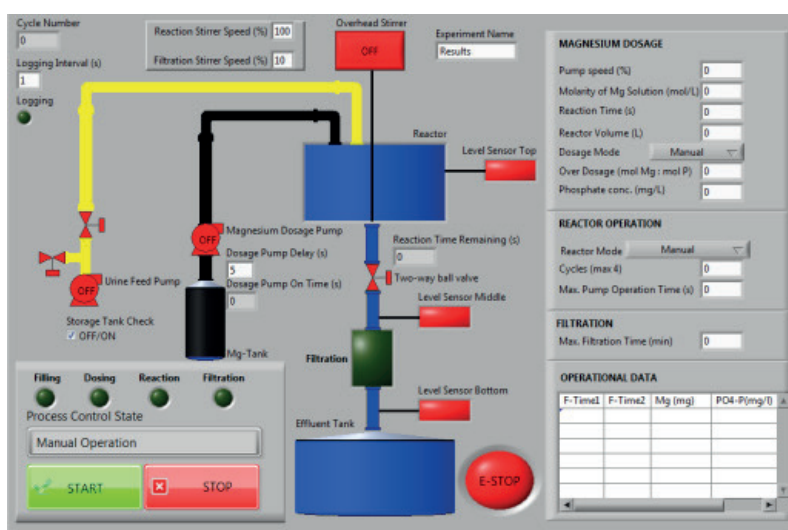 Cycle Number
0
Logging Interval (s)
1
Logging
Reaction Stirrer Speed (%) 100
Filtration Stirrer Speed (%) 10
Overhead Stirrer
OFF
Experiment Name
Results
Reactor
Level Sensor Top
Magnesium Dosage Pump
OFF
Dosage Pump Delay (s)
5
Dosage Pump On Time (s)
0
Reaction Time Remaining (s)
0
Two-way ball valve
Urine Feed Pump
OFF
Storage Tank Check
OFF/ON
Mg-Tank
Level Sensor Middle
Filtration
Level Sensor Bottom
Effluent Tank
E-STOP
Filling Dosing Reaction Filtration
Process Control State
Manual Operation
START STOP
MAGNESIUM DOSAGE
Pump speed (%) 0
Molarity of Mg Solution (mol/L) 0
Reaction Time (s) 0
Reactor Volume (L) 0
Dosage Mode Manual
Over Dosage (mol Mg : mol P) 0
Phosphate conc. (mg/L) 0
REACTOR OPERATION
Reactor Mode Manual
Cycles (max 4) 0
Max. Pump Operation Time (s) 0
FILTRATION
Max. Filtration Time (min) 0
OPERATIONAL DATA
F-Time1 F-Time2 Mg (mg) PO4-P(mg/l)